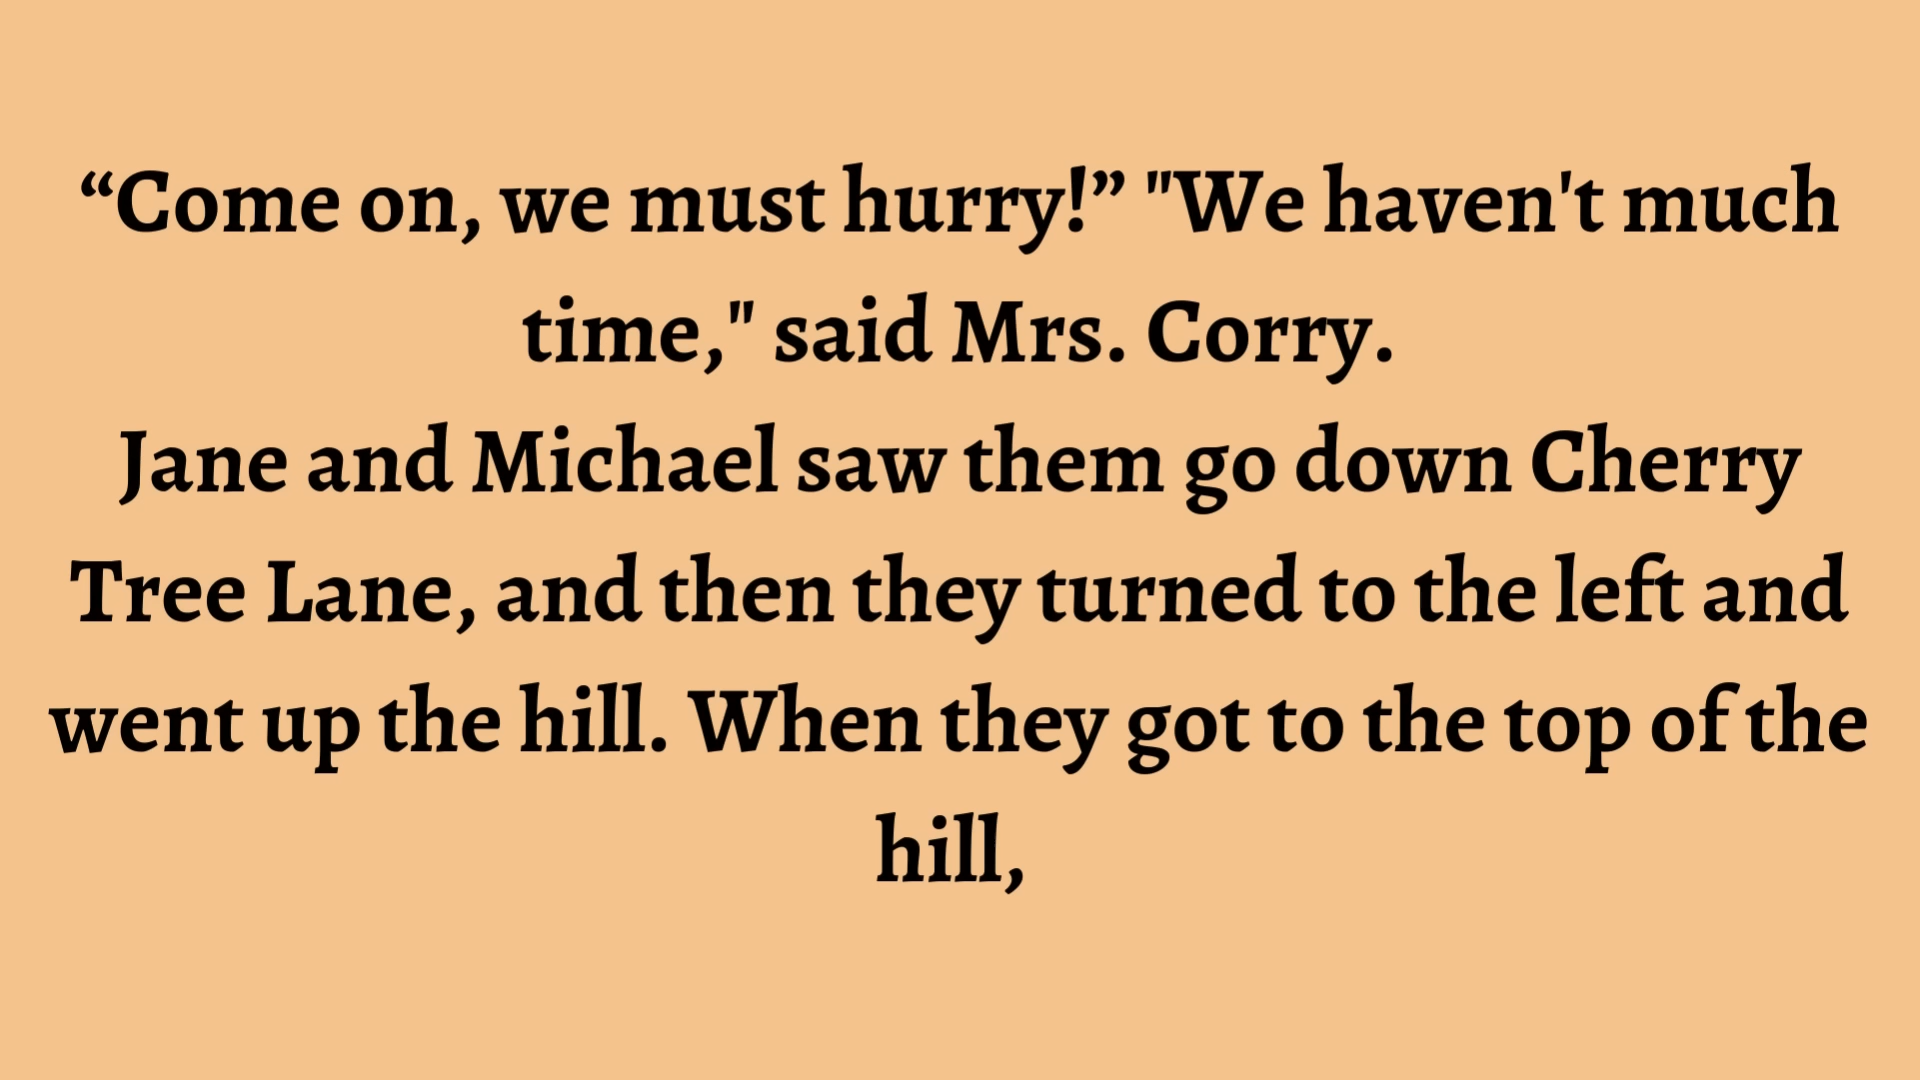 “Come on, we must hurry!” "We haven't much
time," said Mrs. Corry.
Jane and Michael saw them go down Cherry
Tree Lane, and then they turned to the left and
went up the hill. When they got to the top of the
hill,